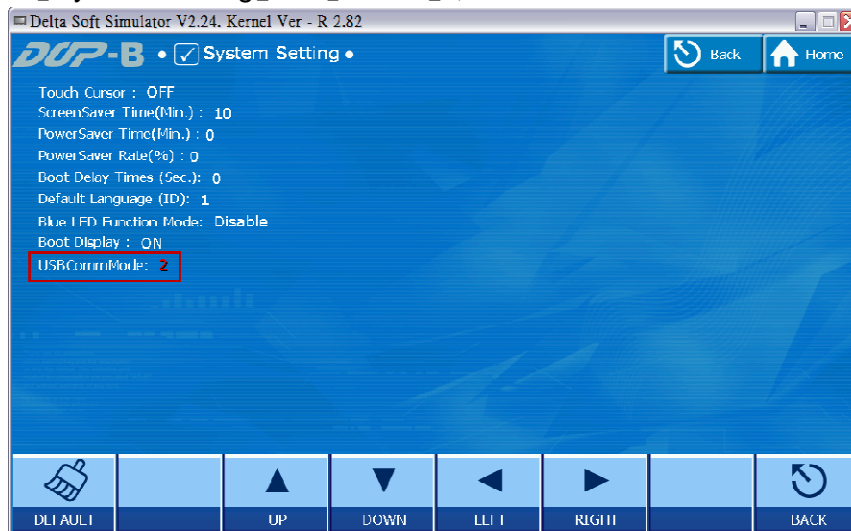 Delta Soft Simulator V2.24. Kernel Ver - R 2.82
DOP-B • System Setting • Back Home
Touch Cursor : OFF
ScreenSaver Time(Min.) : 10
PowerSaver Time(Min.) : 0
PowerSaver Rate(%) : 0
Boot Delay Times (Sec.): 0
Default Language (ID): 1
Blue LED Function Mode: Disable
Boot Display : ON
USBCommMode: 2
DEFAULT UP DOWN LEFT RIGHT BACK